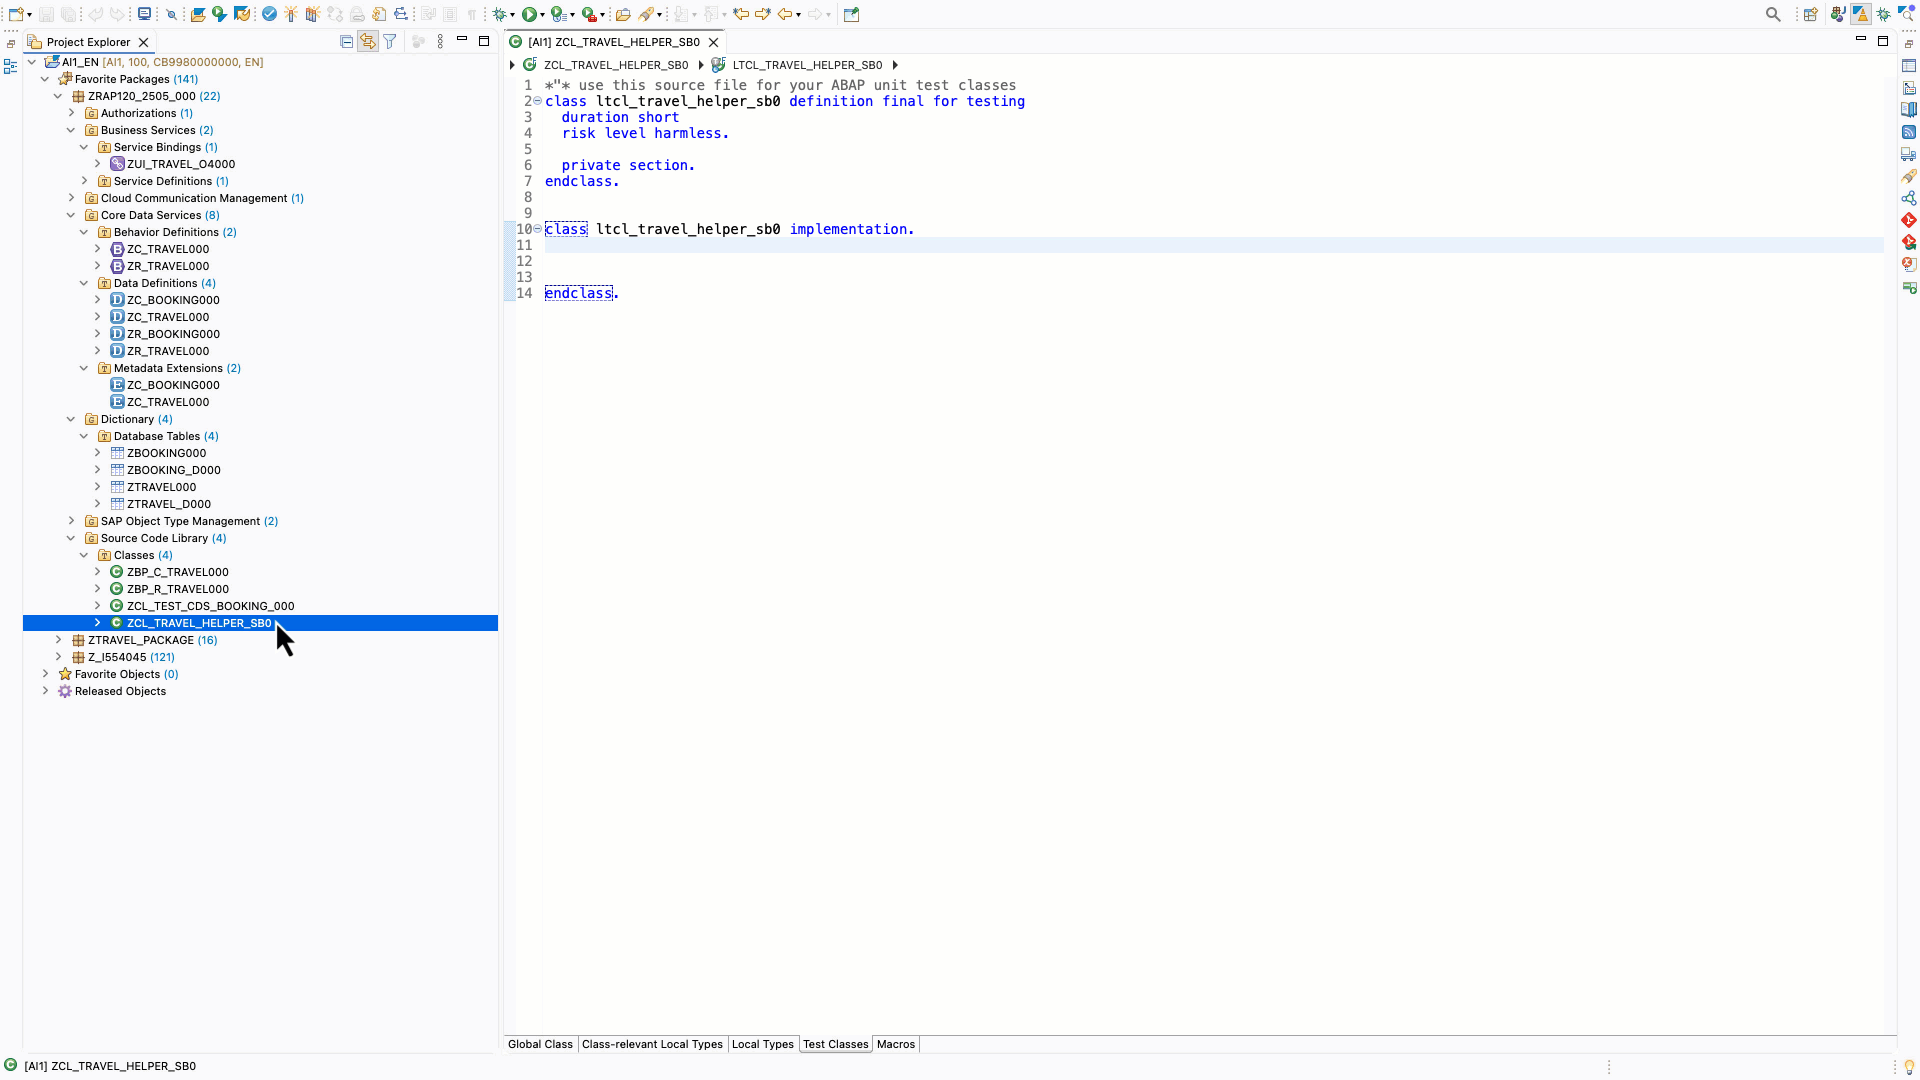 Project Explorer
AI1_EN [AI1, 100, CB9980000000, EN]
Favorite Packages (141)
ZRAP120_2505_000 (22)
Authorizations (1)
Business Services (2)
Service Bindings (1)
ZUI_TRAVEL_O4000
Service Definitions (1)
Cloud Communication Management (1)
Core Data Services (8)
Behavior Definitions (2)
ZC_TRAVEL000
ZR_TRAVEL000
Data Definitions (4)
ZC_BOOKING000
ZC_TRAVEL000
ZR_BOOKING000
ZR_TRAVEL000
Metadata Extensions (2)
ZC_BOOKING000
ZC_TRAVEL000
Dictionary (4)
Database Tables (4)
ZBOOKING000
ZBOOKING_D000
ZTRAVEL000
ZTRAVEL_D000
SAP Object Type Management (2)
Source Code Library (4)
Classes (4)
ZBP_C_TRAVEL000
ZBP_R_TRAVEL000
ZCL_TEST_CDS_BOOKING_000
ZCL_TRAVEL_HELPER_SB0
ZTRAVEL_PACKAGE (16)
Z_I554045 (121)
Favorite Objects (0)
Released Objects
[AI1] ZCL_TRAVEL_HELPER_SB0
ZCL_TRAVEL_HELPER_SB0 LTCL_TRAVEL_HELPER_SB0
1 *"* use this source file for your ABAP unit test classes
2 class ltcl_travel_helper_sb0 definition final for testing
3 duration short
4 risk level harmless.
5
6 private section.
7 endclass.
8
9
10 class ltcl_travel_helper_sb0 implementation.
11
12
13
14 endclass.
Global Class Class-relevant Local Types Local Types Test Classes Macros
[AI1] ZCL_TRAVEL_HELPER_SB0